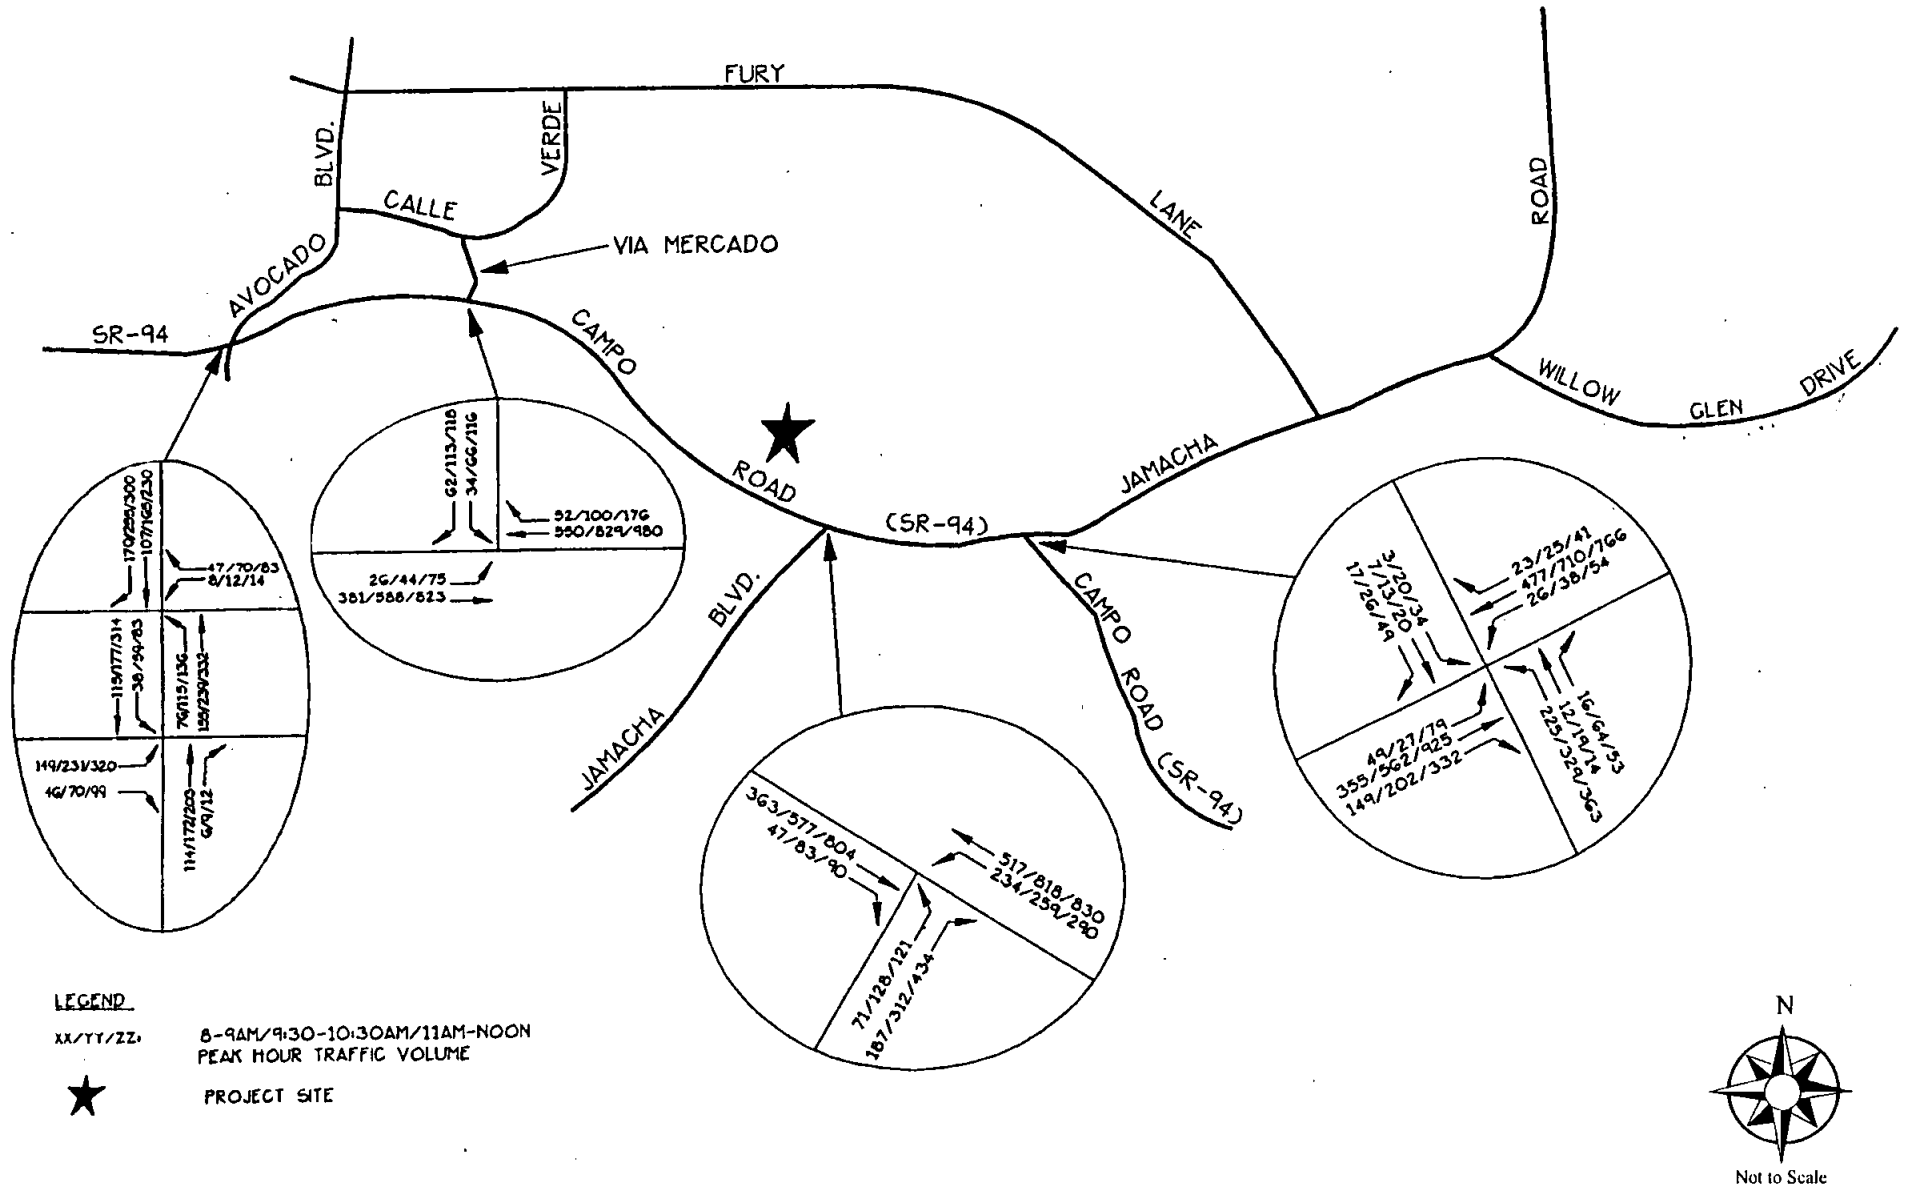 FURY
BLVD.
VERDE
CALLE
LANE
ROAD
AVOCADO
VIA MERCADO
SR-94
CAMPO
WILLOW
GLEN
DRIVE
ROAD
(SR-94)
JAMACHA
BLVD.
JAMACHA
CAMPO
ROAD
(SR-94)
170/255/300
107/165/230
47/70/83
8/12/14
115/177/314
38/59/83
76/115/136
155/239/332
149/231/320
46/70/99
114/172/203
6/9/12
62/113/118
34/66/116
52/100/176
550/829/980
26/44/75
381/588/823
363/577/804
47/83/90
517/818/830
234/259/290
71/128/121
187/312/434
7/13/20
17/26/49
23/25/41
477/710/766
26/38/54
49/27/79
355/562/925
149/202/332
16/64/53
12/19/14
225/329/363
LEGEND
XX/YY/ZZ: 8-9AM/9:30-10:30AM/11AM-NOON
PEAK HOUR TRAFFIC VOLUME
PROJECT SITE
N
Not to Scale